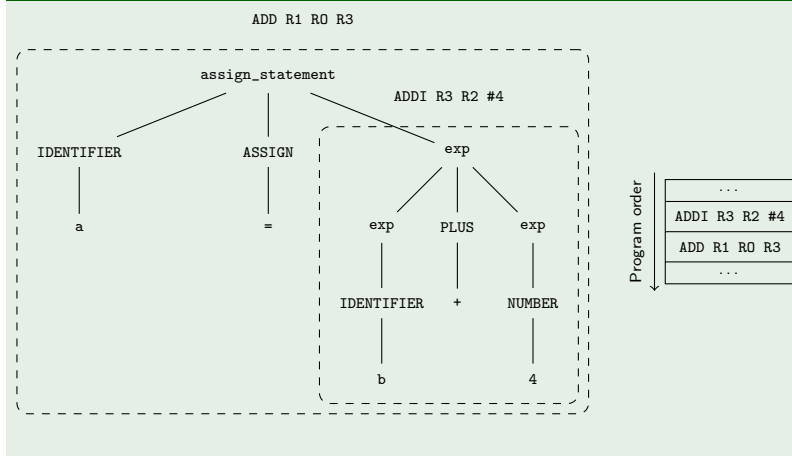 ADD R1 R0 R3
assign_statement
ADDI R3 R2 #4
IDENTIFIER ASSIGN exp
a = exp PLUS exp
IDENTIFIER + NUMBER
b 4
Program order
...
ADDI R3 R2 #4
ADD R1 R0 R3
...